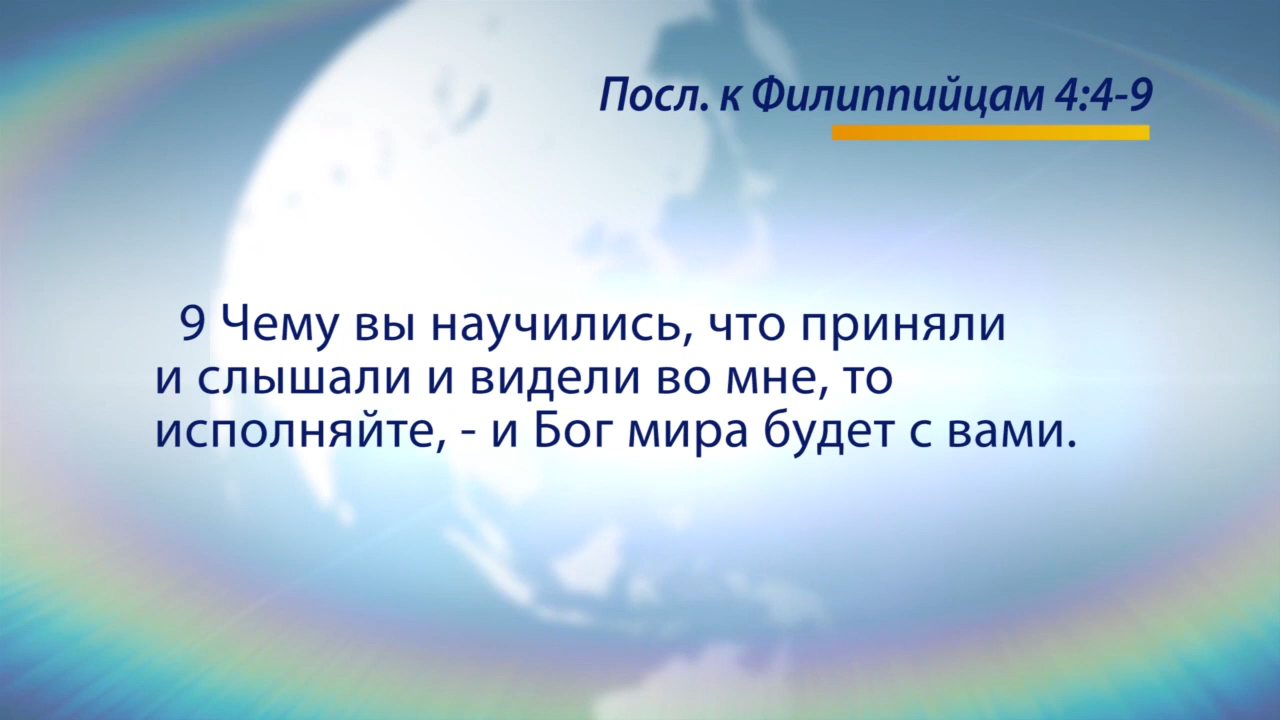 Посл. к Филиппийцам 4:4-9
9 Чему вы научились, что приняли
и слышали и видели во мне, то
исполняйте, - и Бог мира будет с вами.